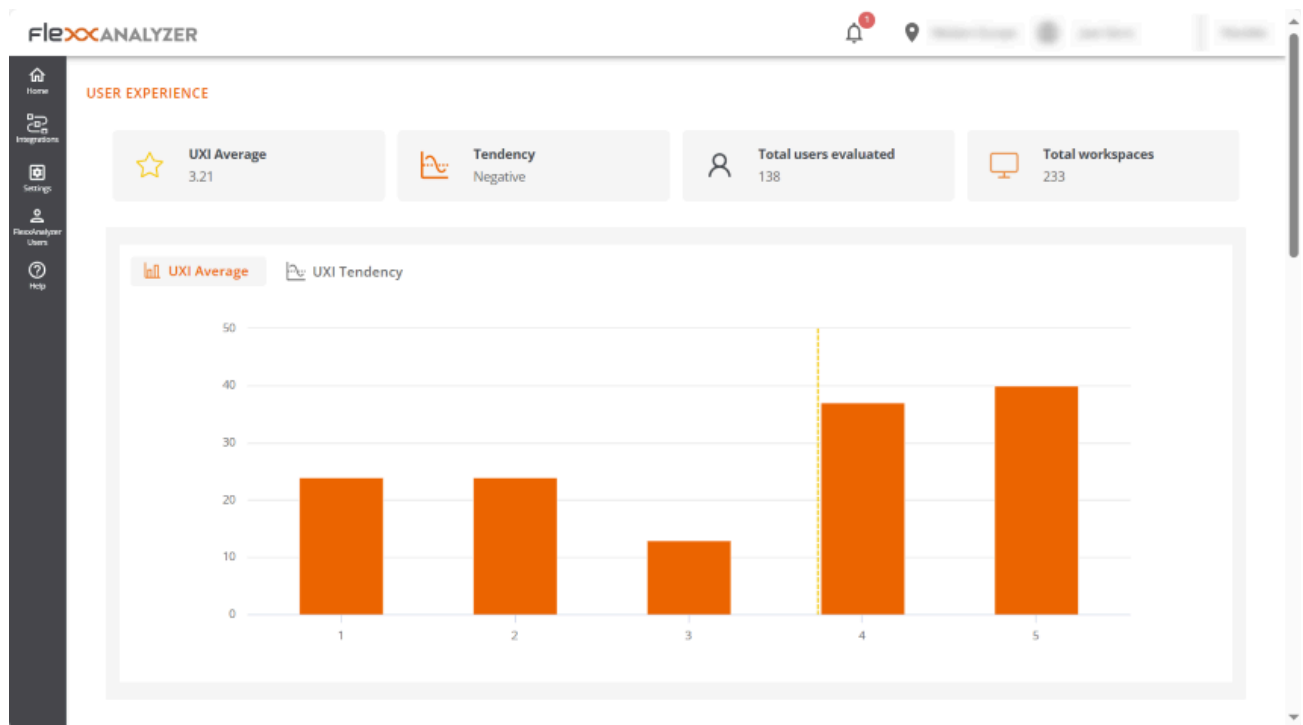 FlexxANALYZER
1
Home
Integrations
Settings
FlexxAnalyzer
Users
Help
USER EXPERIENCE
UXI Average
3.21
Tendency
Negative
Total users evaluated
138
Total workspaces
233
UXI Average
UXI Tendency
50
40
30
20
10
0
1
2
3
4
5